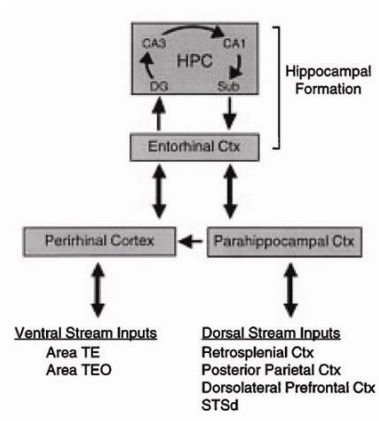 CA3 CA1
HPC
DG Sub
Hippocampal
Formation
Entorhinal Ctx
Perirhinal Cortex
Parahippocampal Ctx
Ventral Stream Inputs
Area TE
Area TEO
Dorsal Stream Inputs
Retrosplenial Ctx
Posterior Parietal Ctx
Dorsolateral Prefrontal Ctx
STSd